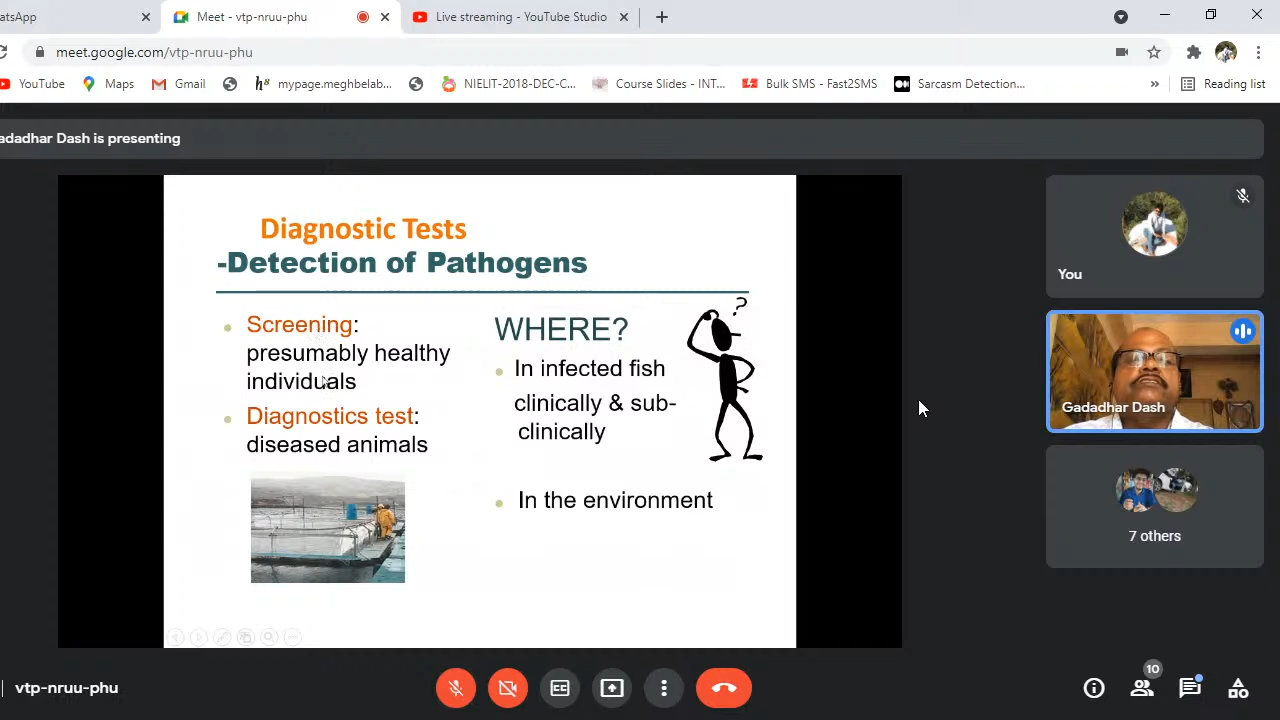 atsApp
Meet - vtp-nruu-phu
Live streaming - YouTube Studio
meet.google.com/vtp-nruu-phu
YouTube
Maps
Gmail
mypage.meghbelab...
NIELIT-2018-DEC-C...
Course Slides - INT...
Bulk SMS - Fast2SMS
Sarcasm Detection...
»
Reading list
adadhar Dash is presenting
Diagnostic Tests
-Detection of Pathogens
Screening:
presumably healthy
individuals
Diagnostics test:
diseased animals
WHERE?
?
In infected fish
clinically & sub-
clinically
In the environment
You
Gadadhar Dash
7 others
vtp-nruu-phu
CC
10